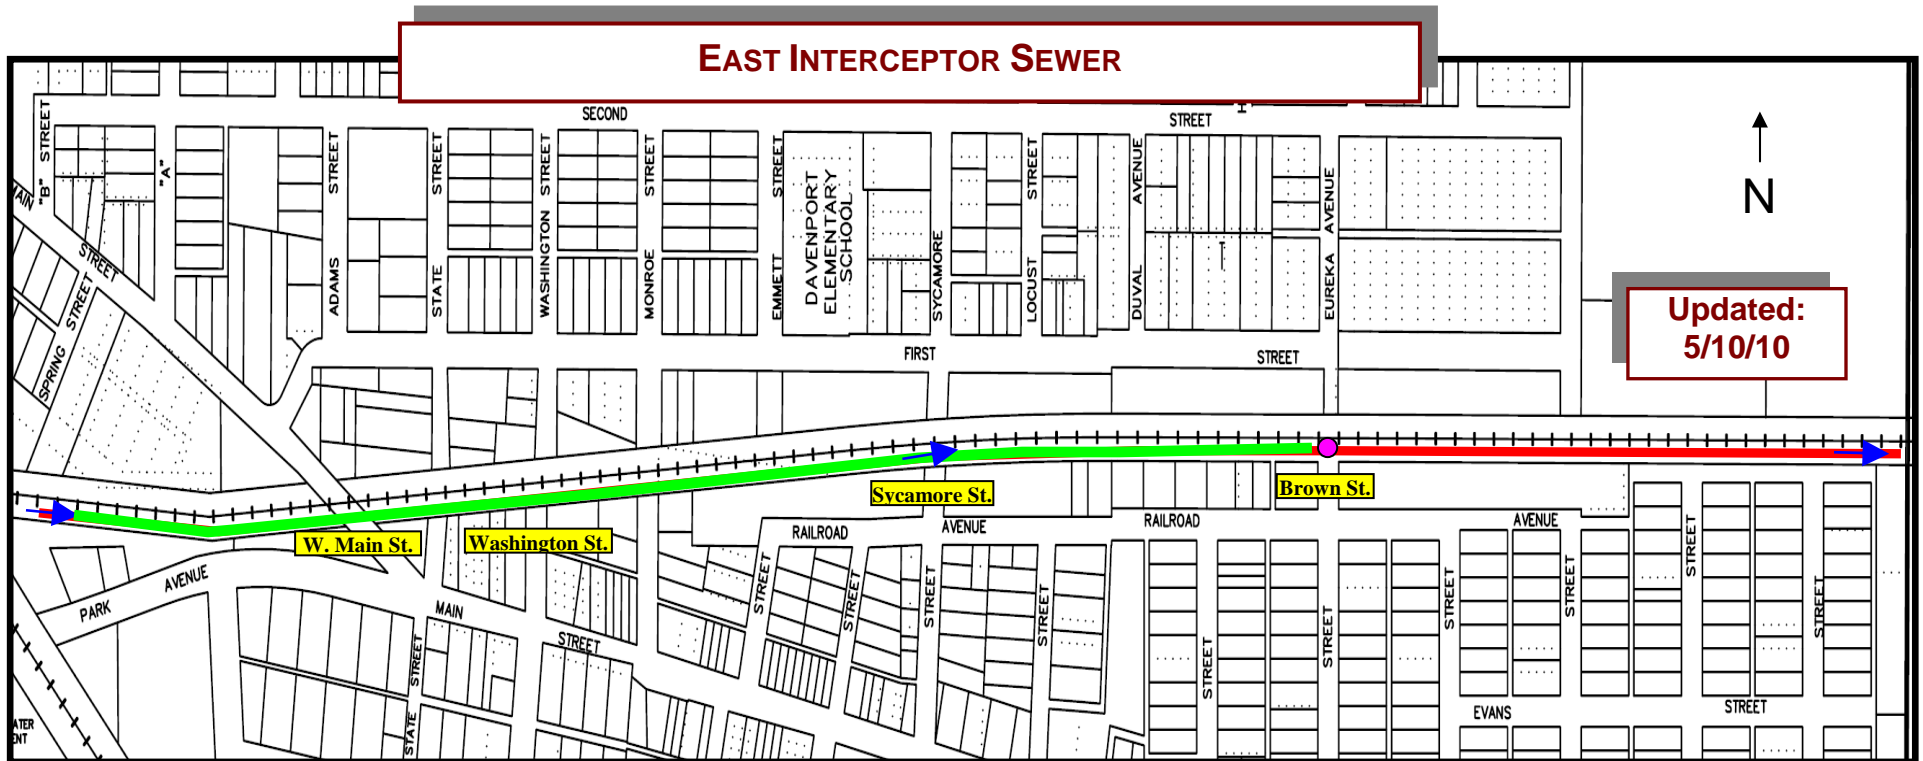 EAST INTERCEPTOR SEWER
SECOND
STREET
"B" STREET
"A"
ADAMS STREET
STATE STREET
WASHINGTON STREET
MONROE STREET
EMMETT STREET
DAVENPORT
ELEMENTARY
SCHOOL
SYCAMORE
LOCUST STREET
DUVAL AVENUE
EUREKA AVENUE
N
MAIN
STREET
SPRING STREET
Updated:
5/10/10
FIRST
STREET
Sycamore St.
Brown St.
W. Main St.
Washington St.
RAILROAD
AVENUE
RAILROAD
AVENUE
PARK
AVENUE
MAIN
STREET
STATE STREET
STREET
STREET
STREET
STREET
STREET
STREET
STREET
STREET
STREET
STREET
EVANS
STREET